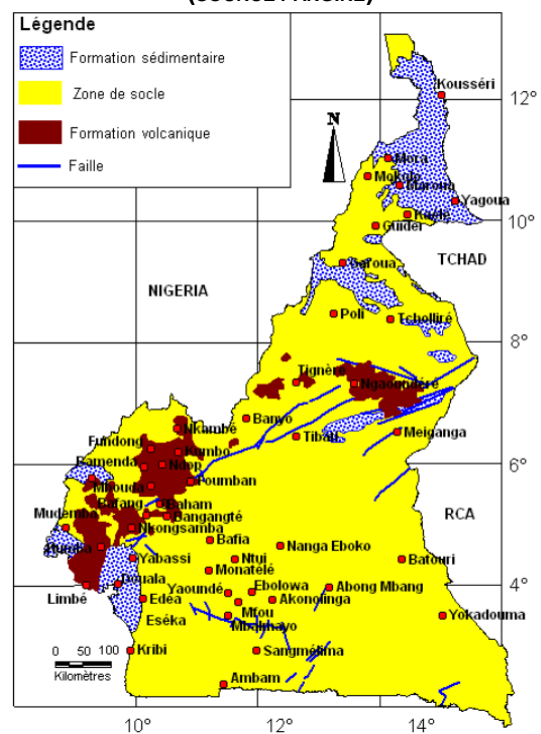 Légende
Formation sédimentaire
Zone de socle
Formation volcanique
Faille
N
Kousséri
12°
Mora
Mokolo
Maroua
Yagoua
Kaélé
10°
Guider
TCHAD
Garoua
NIGERIA
Poli
Tcholliré
8°
Tignère
Ngaoundéré
Banyo
Nkambé
Tibati
Meiganga
Fundong
Kumbo
Bamenda
Ndop
6°
Foumban
Mbouda
Bafang
Baham
RCA
Mudemba
Bangangté
Nkongsamba
Bafia
Nanga Eboko
Yabassi
Ntui
Batouri
Monatélé
Douala
4°
Limbé
Yaoundé
Ebolowa
Abong Mbang
Edéa
Akonolinga
Mfou
Yokadouma
Eséka
Mbalmayo
0 50 100
Kilomètres
Kribi
Sangmélima
Ambam
10°
12°
14°